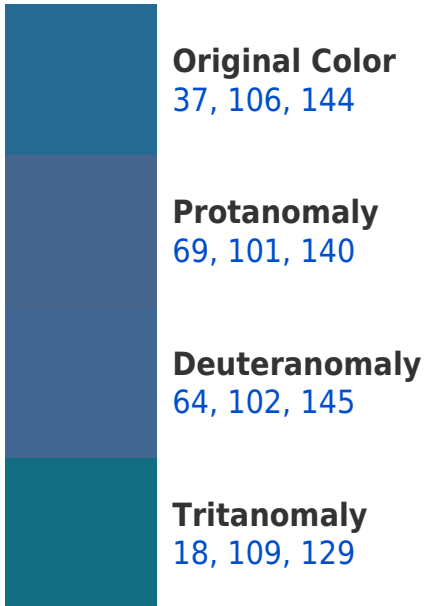 Original Color
37, 106, 144
Protanomaly
69, 101, 140
Deuteranomaly
64, 102, 145
Tritanomaly
18, 109, 129